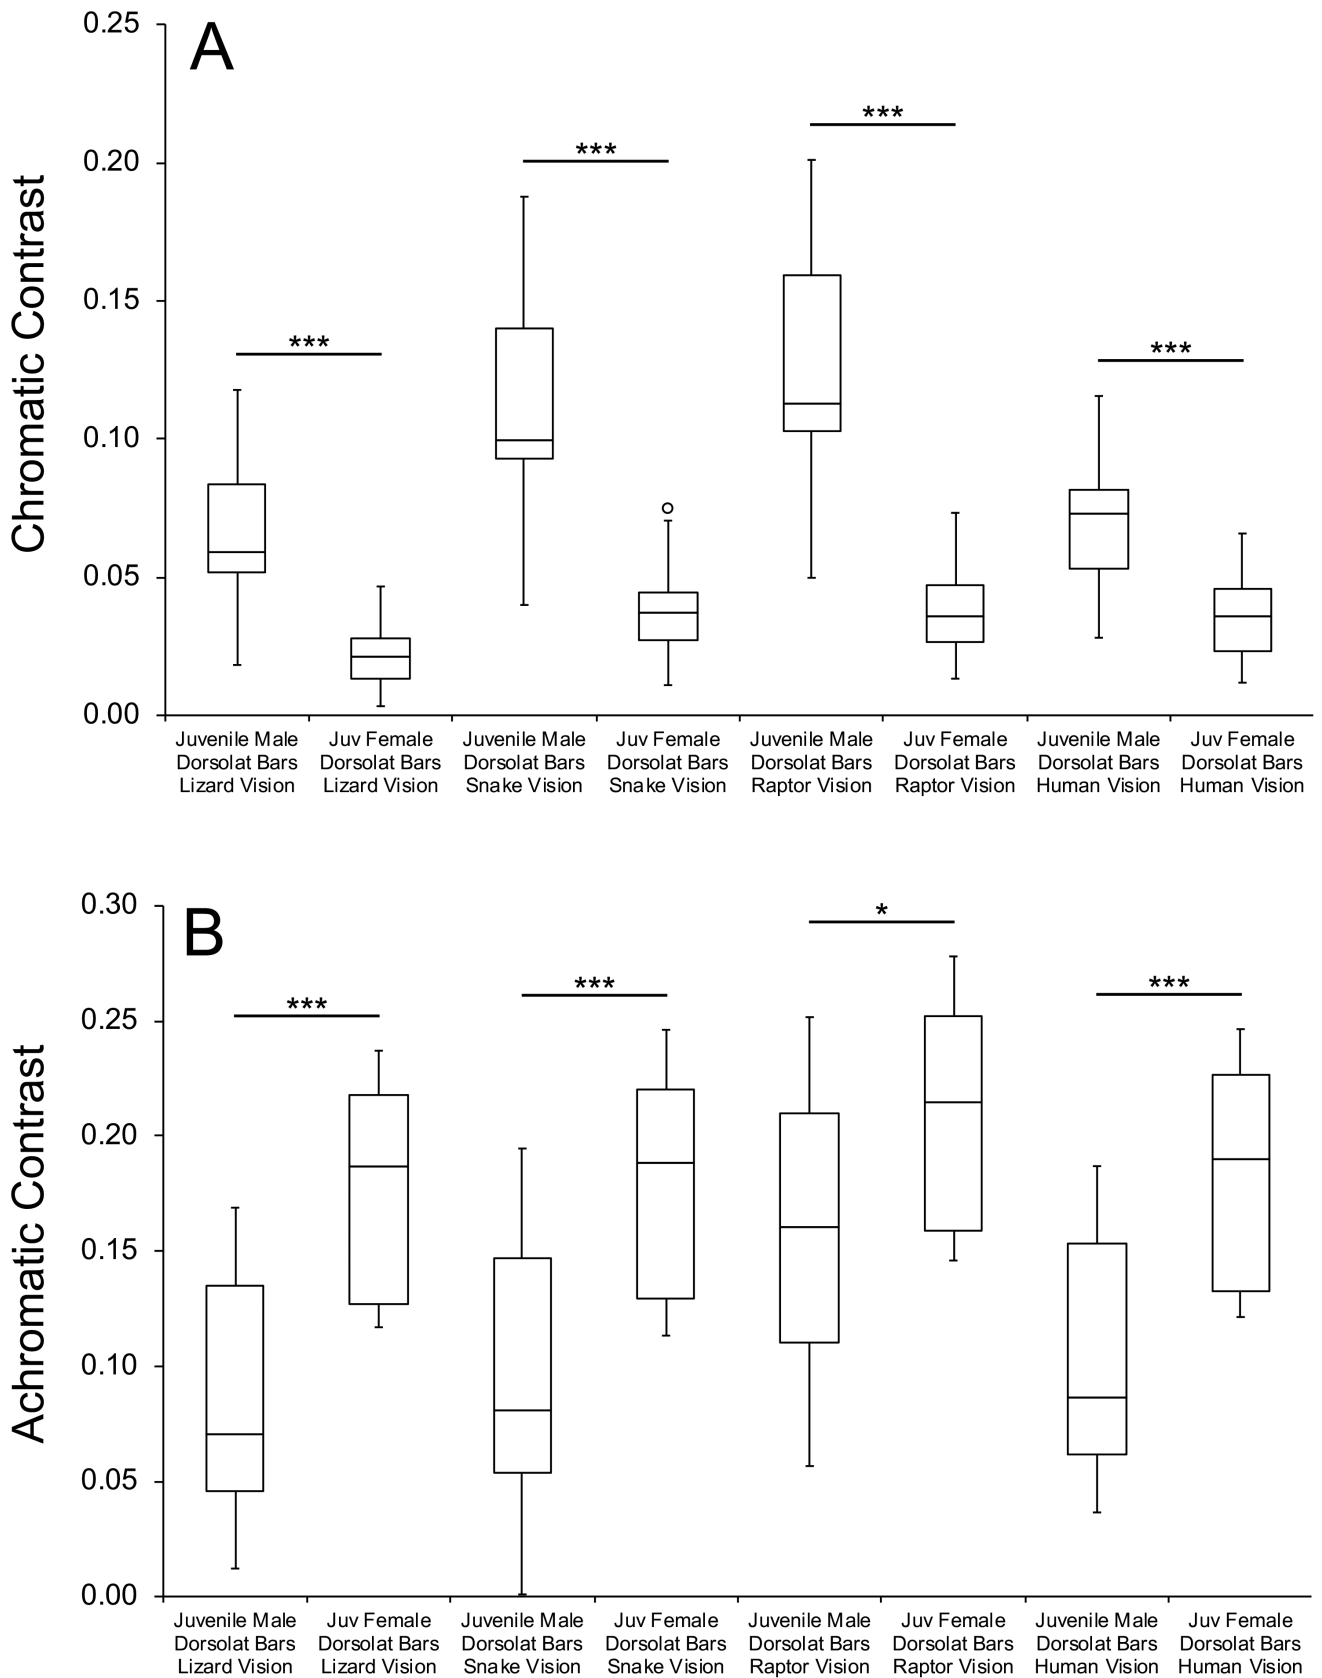 0.25
A
***
0.20
***
Chromatic Contrast
0.15
***
***
0.10
0.05
0.00
Juvenile Male Dorsolat Bars Lizard Vision
Juv Female Dorsolat Bars Lizard Vision
Juvenile Male Dorsolat Bars Snake Vision
Juv Female Dorsolat Bars Snake Vision
Juvenile Male Dorsolat Bars Raptor Vision
Juv Female Dorsolat Bars Raptor Vision
Juvenile Male Dorsolat Bars Human Vision
Juv Female Dorsolat Bars Human Vision
0.30
B
*
***
***
***
0.25
0.20
Achromatic Contrast
0.15
0.10
0.05
0.00
Juvenile Male Dorsolat Bars Lizard Vision
Juv Female Dorsolat Bars Lizard Vision
Juvenile Male Dorsolat Bars Snake Vision
Juv Female Dorsolat Bars Snake Vision
Juvenile Male Dorsolat Bars Raptor Vision
Juv Female Dorsolat Bars Raptor Vision
Juvenile Male Dorsolat Bars Human Vision
Juv Female Dorsolat Bars Human Vision